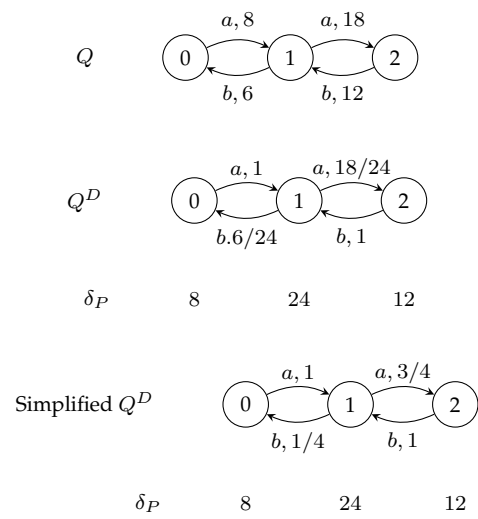 a, 8 a, 18
Q 0 1 2
b, 6 b, 12
a, 1 a, 18/24
Q^D 0 1 2
b.6/24 b, 1
δ_P 8 24 12
a, 1 a, 3/4
Simplified Q^D 0 1 2
b, 1/4 b, 1
δ_P 8 24 12